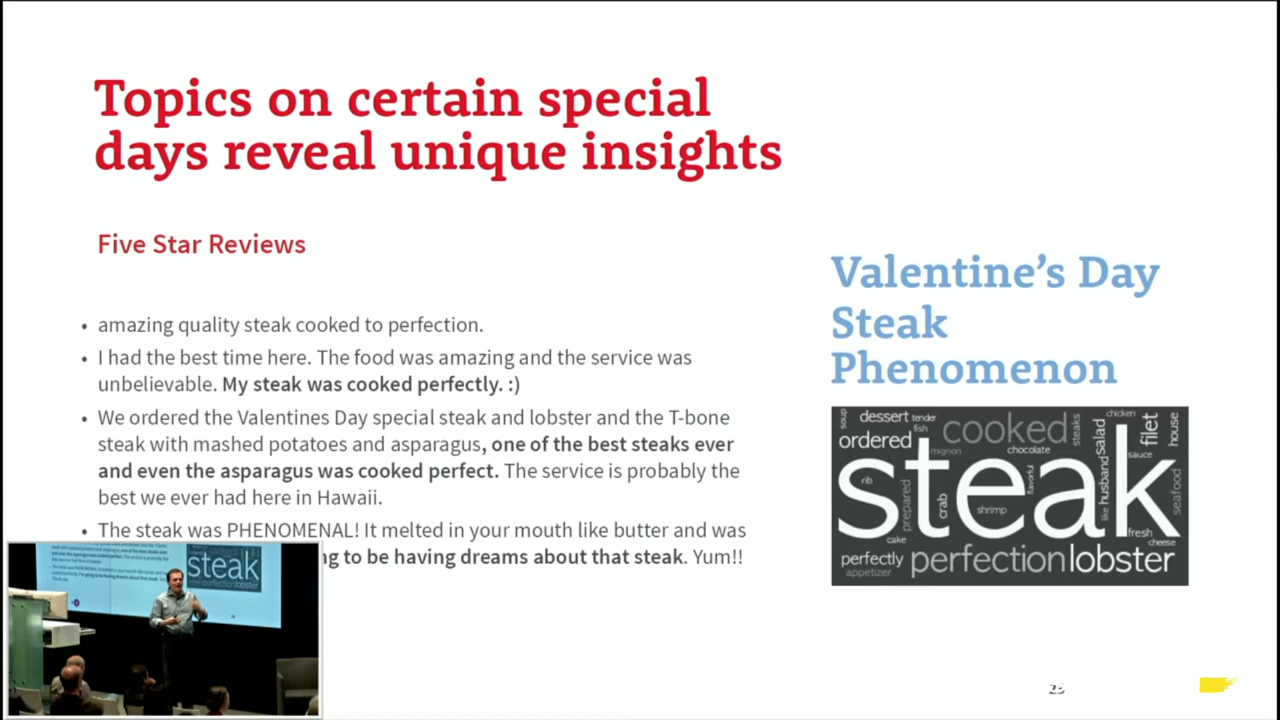 Topics on certain special
days reveal unique insights
Five Star Reviews
• amazing quality steak cooked to perfection.
• I had the best time here. The food was amazing and the service was
unbelievable. My steak was cooked perfectly. :)
• We ordered the Valentines Day special steak and lobster and the T-bone
steak with mashed potatoes and asparagus, one of the best steaks ever
and even the asparagus was cooked perfect. The service is probably the
best we ever had here in Hawaii.
• The steak was PHENOMENAL! It melted in your mouth like butter and was
ng to be having dreams about that steak. Yum!!
Valentine's Day
Steak
Phenomenon
soup dessert tender chicken
fish cooked steaks salad filet house
ordered mignon chocolate sauce
steak
rib prepared crab shrimp flavorful like husband seafood
cake fresh
perfectly perfection lobster cheese
appetizer
steak
perfection lobster